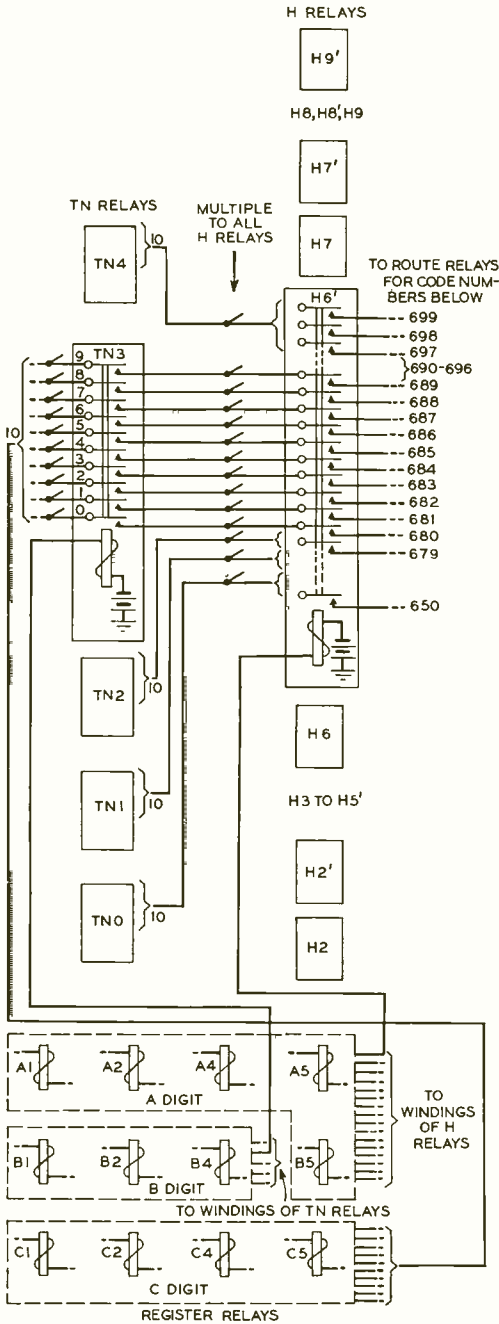 H RELAYS
H9'
H8, H8', H9
H7'
TN RELAYS
MULTIPLE
TO ALL
H RELAYS
H7
TO ROUTE RELAYS
FOR CODE NUM-
BERS BELOW
TN4
10
H6'
699
698
697
690-696
TN3
9
8
7
6
5
4
3
2
1
0
10
689
688
687
686
685
684
683
682
681
680
679
650
TN2
10
H6
TN1
10
H3 TO H5'
TN0
10
H2'
H2
A1
A2
A4
A5
A DIGIT
TO
WINDINGS
OF H
RELAYS
B1
B2
B4
B5
B DIGIT
TO WINDINGS OF TN RELAYS
C1
C2
C4
C5
C DIGIT
REGISTER RELAYS